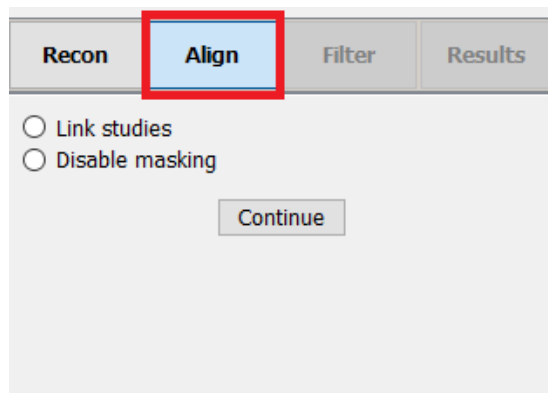 Recon Align Filter Results
Link studies
Disable masking
Continue